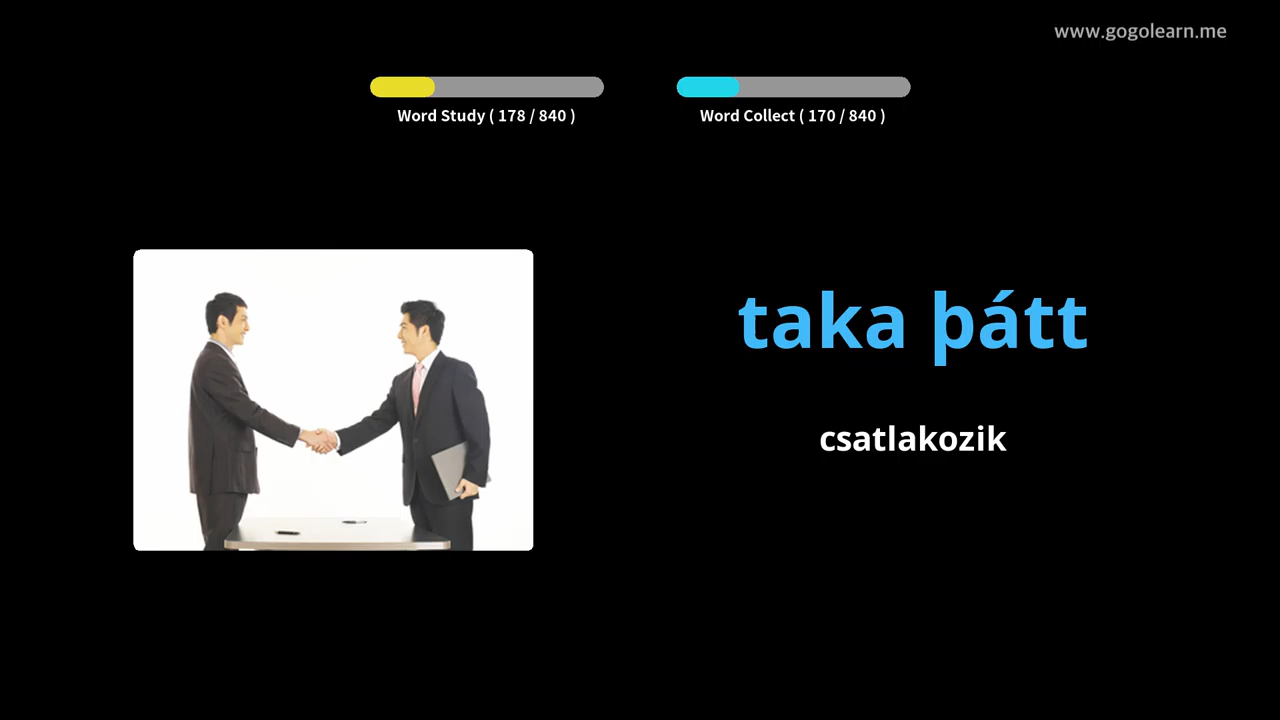 www.gogolearn.me
Word Study ( 178 / 840 )
Word Collect ( 170 / 840 )
taka þátt
csatlakozik